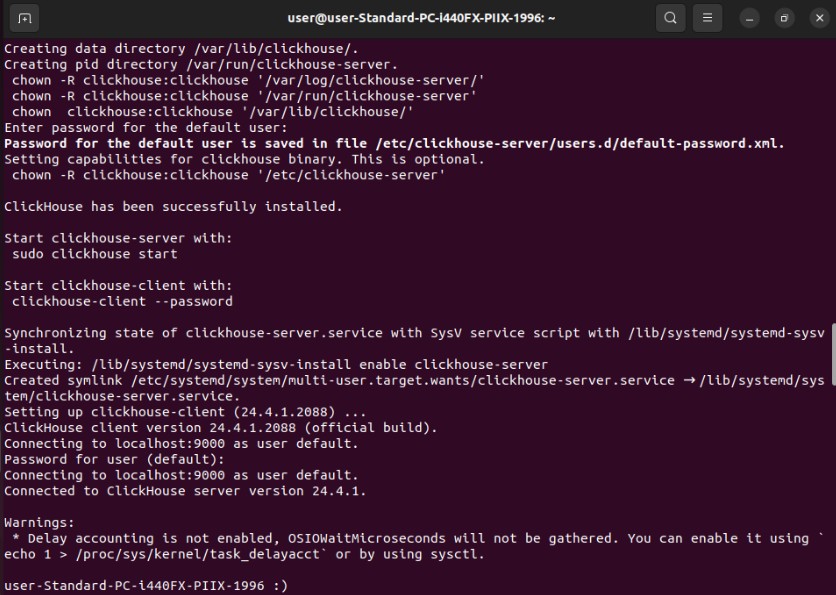 user@user-Standard-PC-i440FX-PIIX-1996: ~
Creating data directory /var/lib/clickhouse/.
Creating pid directory /var/run/clickhouse-server.
 chown -R clickhouse:clickhouse '/var/log/clickhouse-server/'
 chown -R clickhouse:clickhouse '/var/run/clickhouse-server'
 chown  clickhouse:clickhouse '/var/lib/clickhouse/'
Enter password for the default user:
Password for the default user is saved in file /etc/clickhouse-server/users.d/default-password.xml.
Setting capabilities for clickhouse binary. This is optional.
 chown -R clickhouse:clickhouse '/etc/clickhouse-server'
ClickHouse has been successfully installed.
Start clickhouse-server with:
 sudo clickhouse start
Start clickhouse-client with:
 clickhouse-client --password
Synchronizing state of clickhouse-server.service with SysV service script with /lib/systemd/systemd-sysv
-install.
Executing: /lib/systemd/systemd-sysv-install enable clickhouse-server
Created symlink /etc/systemd/system/multi-user.target.wants/clickhouse-server.service → /lib/systemd/sys
tem/clickhouse-server.service.
Setting up clickhouse-client (24.4.1.2088) ...
ClickHouse client version 24.4.1.2088 (official build).
Connecting to localhost:9000 as user default.
Password for user (default):
Connecting to localhost:9000 as user default.
Connected to ClickHouse server version 24.4.1.
Warnings:
 * Delay accounting is not enabled, OSIOWaitMicroseconds will not be gathered. You can enable it using `
echo 1 > /proc/sys/kernel/task_delayacct` or by using sysctl.
user-Standard-PC-i440FX-PIIX-1996 :)